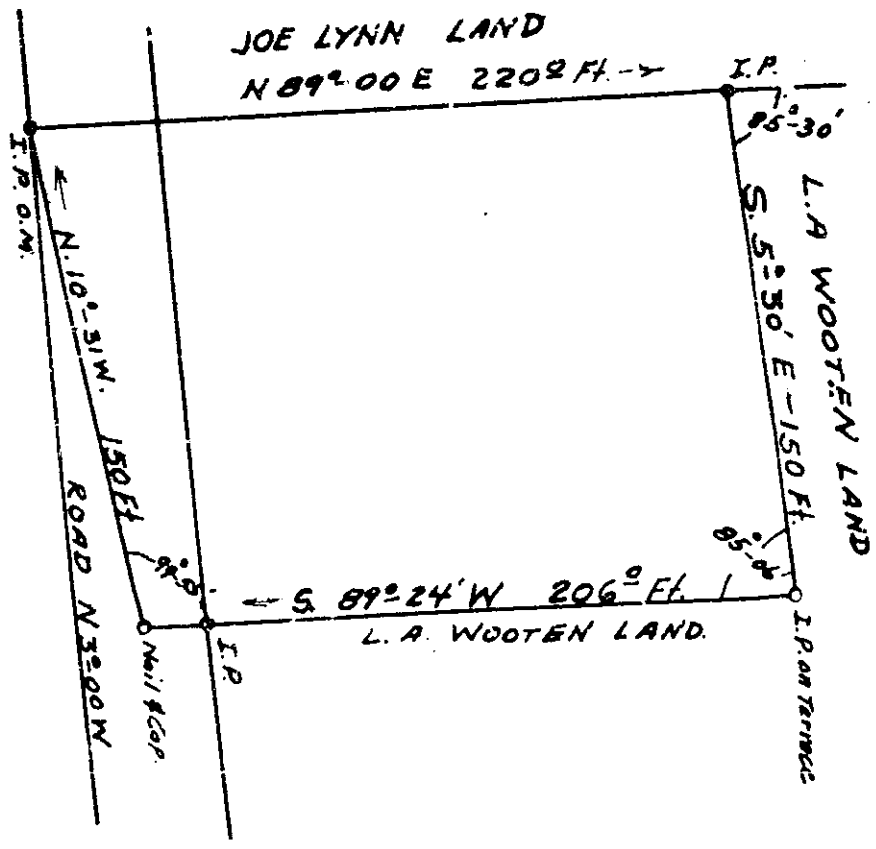 JOE LYNN LAND
N 89°-00 E 220° Ft. →
I.P.
85°-30'
I.P. O.M.
← N. 10°-31 W. 150 Ft
S. 5°-30' E - 150 Ft.
L.A WOOTEN LAND
ROAD N 3°-00 W
85°-06
← S. 89°-24' W 206° Ft.
L. A. WOOTEN LAND.
Nail & Cap.
I.P
I.P. on Terrace